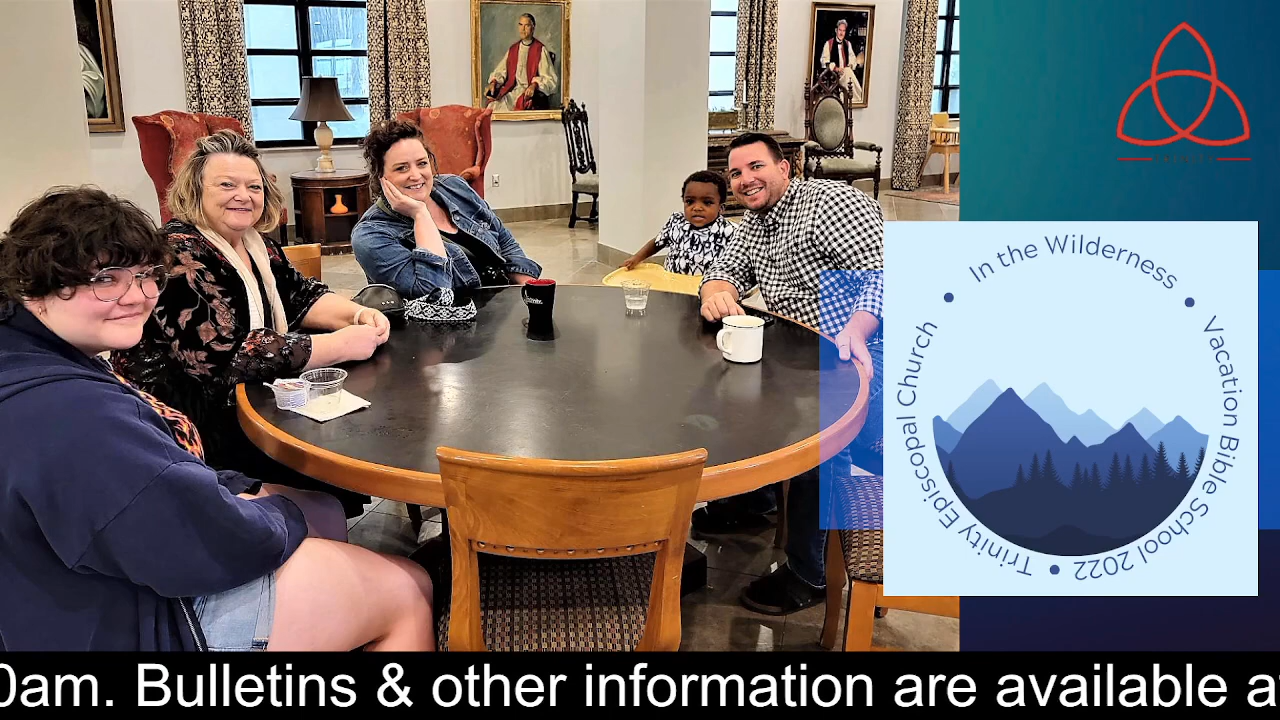 In the Wilderness
Vacation Bible School 2022
Trinity Episcopal Church
0am. Bulletins & other information are available a